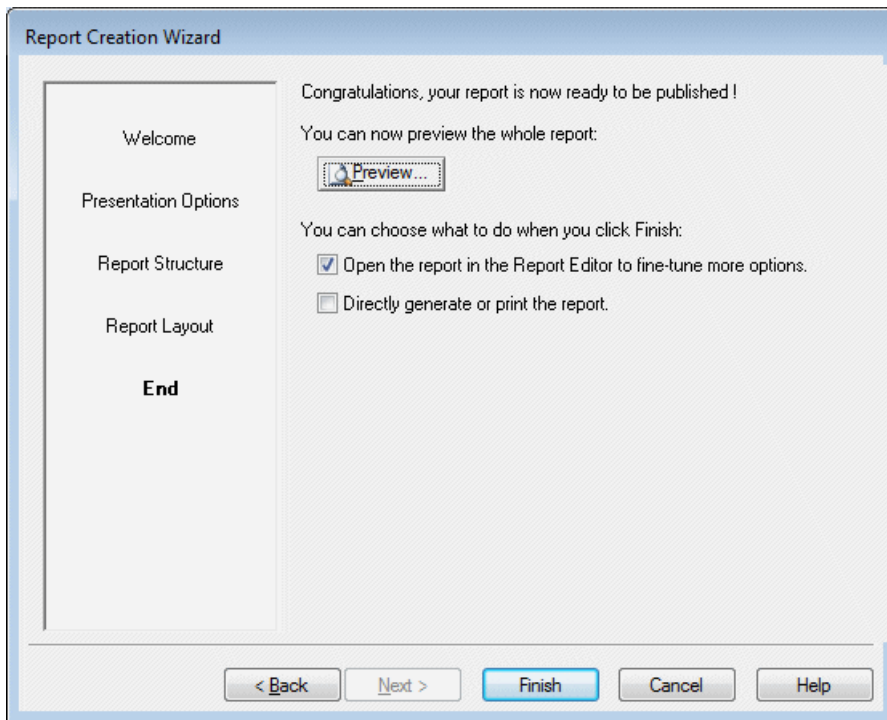 Report Creation Wizard
Welcome
Presentation Options
Report Structure
Report Layout
End
Congratulations, your report is now ready to be published !
You can now preview the whole report:
Preview...
You can choose what to do when you click Finish:
Open the report in the Report Editor to fine-tune more options.
Directly generate or print the report.
< Back
Next >
Finish
Cancel
Help